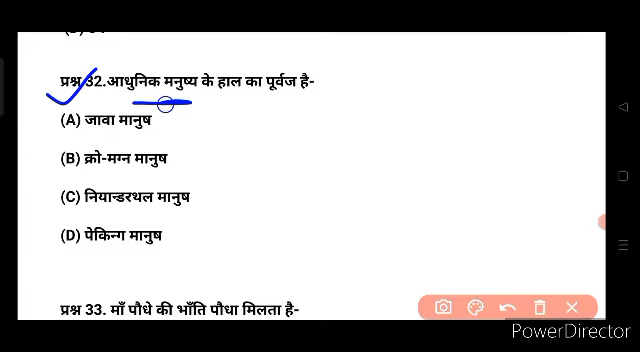 प्रश्न 32.आधुनिक मनुष्य के हाल का पूर्वज है-
(A) जावा मानुष
(B) क्रो-मग्न मानुष
(C) नियान्डरथल मानुष
(D) पेकिन्ग मानुष
प्रश्न 33. माँ पौधे की भाँति पौधा मिलता है-
PowerDirector